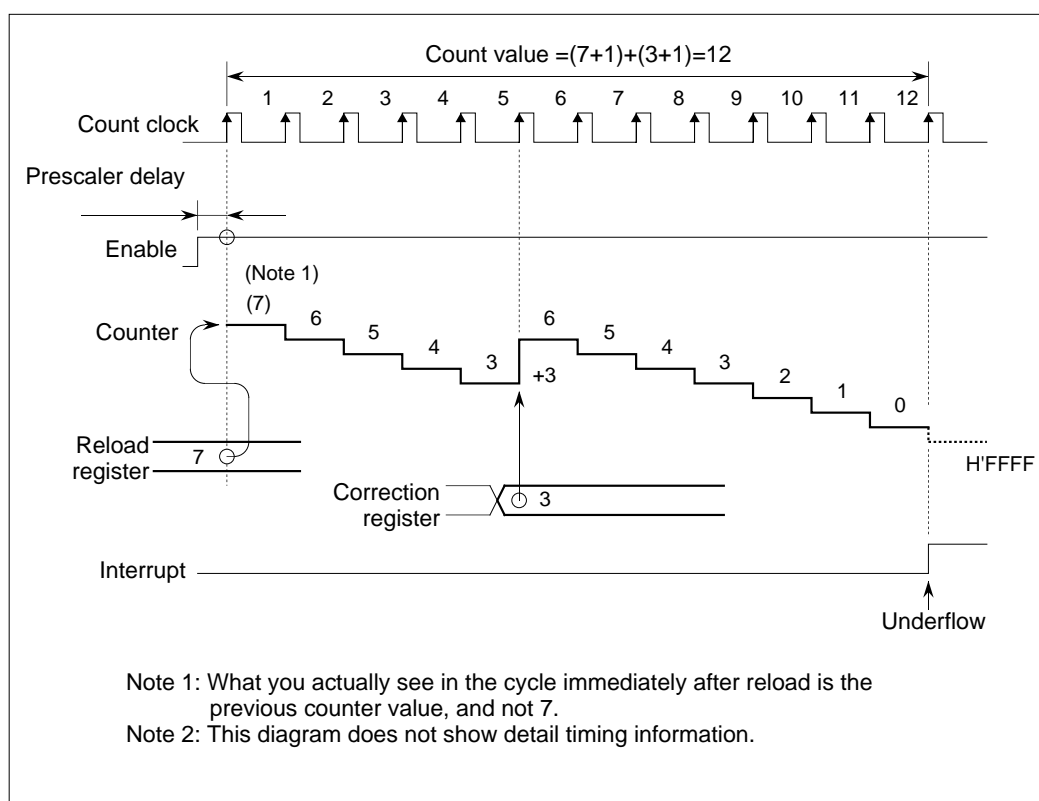 Count value =(7+1)+(3+1)=12
1 2 3 4 5 6 7 8 9 10 11 12
Count clock
Prescaler delay
Enable
(Note 1)
(7)
Counter
6 5 4 3 +3 6 5 4 3 2 1 0
H'FFFF
Reload
register
7
Correction
register
3
Interrupt
Underflow
Note 1: What you actually see in the cycle immediately after reload is the
previous counter value, and not 7.
Note 2: This diagram does not show detail timing information.